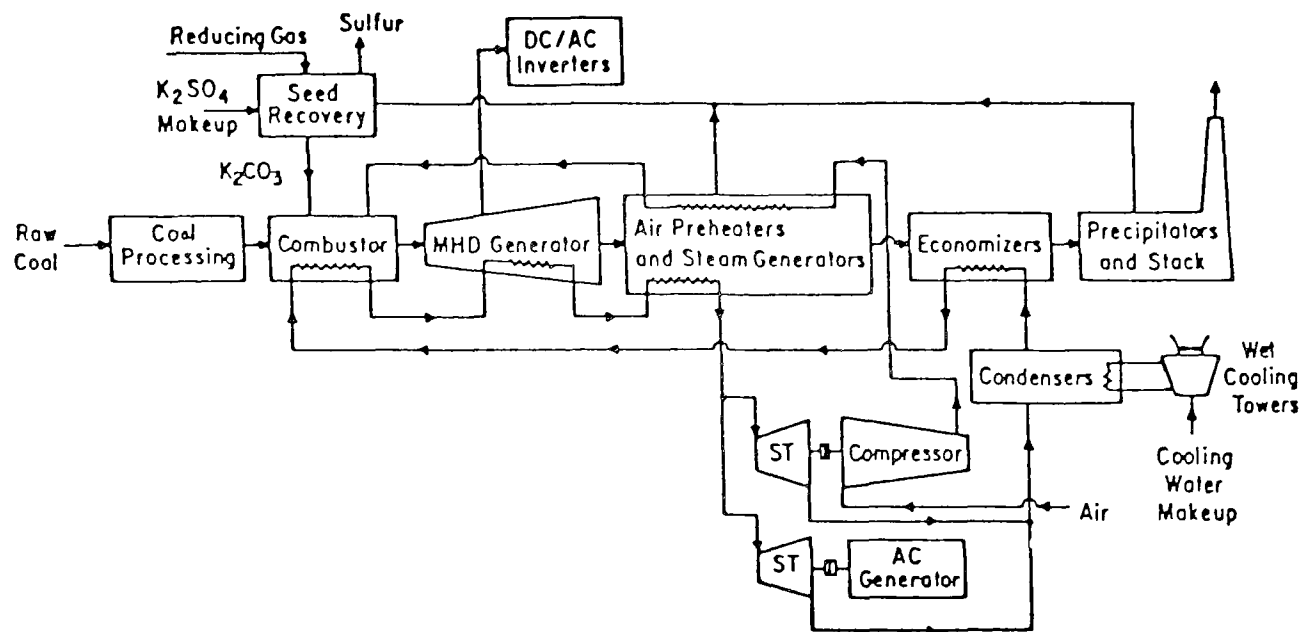 Reducing Gas
Sulfur
DC/AC
Inverters
K2SO4
Makeup
Seed
Recovery
K2CO3
Raw
Coal
Coal
Processing
Combustor
MHD Generator
Air Preheaters
and Steam Generators
Economizers
Precipitators
and Stack
Condensers
Wet
Cooling
Towers
ST
Compressor
Cooling
Water
Makeup
Air
ST
AC
Generator